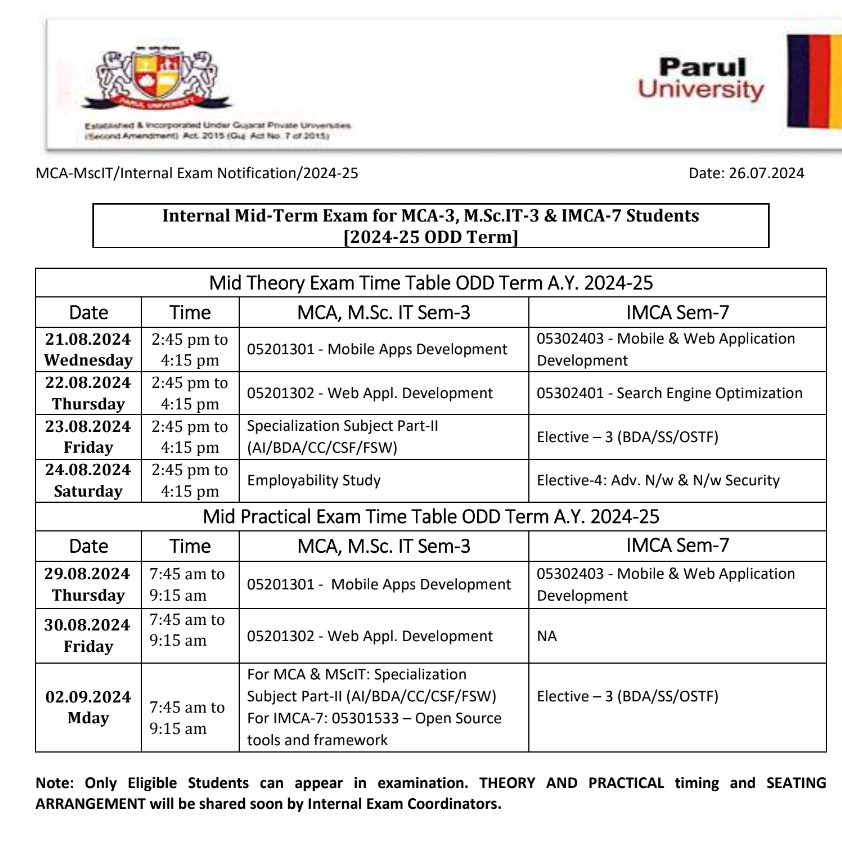 PARUL UNIVERSITY
Established & Incorporated Under Gujarat Private Universities
(Second Amendment) Act, 2015 (Guj. Act No. 7 of 2015)
Parul
University
MCA-MscIT/Internal Exam Notification/2024-25 Date: 26.07.2024
Internal Mid-Term Exam for MCA-3, M.Sc.IT-3 & IMCA-7 Students
[2024-25 ODD Term]
Mid Theory Exam Time Table ODD Term A.Y. 2024-25
Date Time MCA, M.Sc. IT Sem-3 IMCA Sem-7
21.08.2024
Wednesday
2:45 pm to
4:15 pm
05201301 - Mobile Apps Development
05302403 - Mobile & Web Application
Development
22.08.2024
Thursday
2:45 pm to
4:15 pm
05201302 - Web Appl. Development
05302401 - Search Engine Optimization
23.08.2024
Friday
2:45 pm to
4:15 pm
Specialization Subject Part-II
(AI/BDA/CC/CSF/FSW)
Elective – 3 (BDA/SS/OSTF)
24.08.2024
Saturday
2:45 pm to
4:15 pm
Employability Study
Elective-4: Adv. N/w & N/w Security
Mid Practical Exam Time Table ODD Term A.Y. 2024-25
Date Time MCA, M.Sc. IT Sem-3 IMCA Sem-7
29.08.2024
Thursday
7:45 am to
9:15 am
05201301 - Mobile Apps Development
05302403 - Mobile & Web Application
Development
30.08.2024
Friday
7:45 am to
9:15 am
05201302 - Web Appl. Development
NA
02.09.2024
Mday
7:45 am to
9:15 am
For MCA & MScIT: Specialization
Subject Part-II (AI/BDA/CC/CSF/FSW)
For IMCA-7: 05301533 – Open Source
tools and framework
Elective – 3 (BDA/SS/OSTF)
Note: Only Eligible Students can appear in examination. THEORY AND PRACTICAL timing and SEATING
ARRANGEMENT will be shared soon by Internal Exam Coordinators.